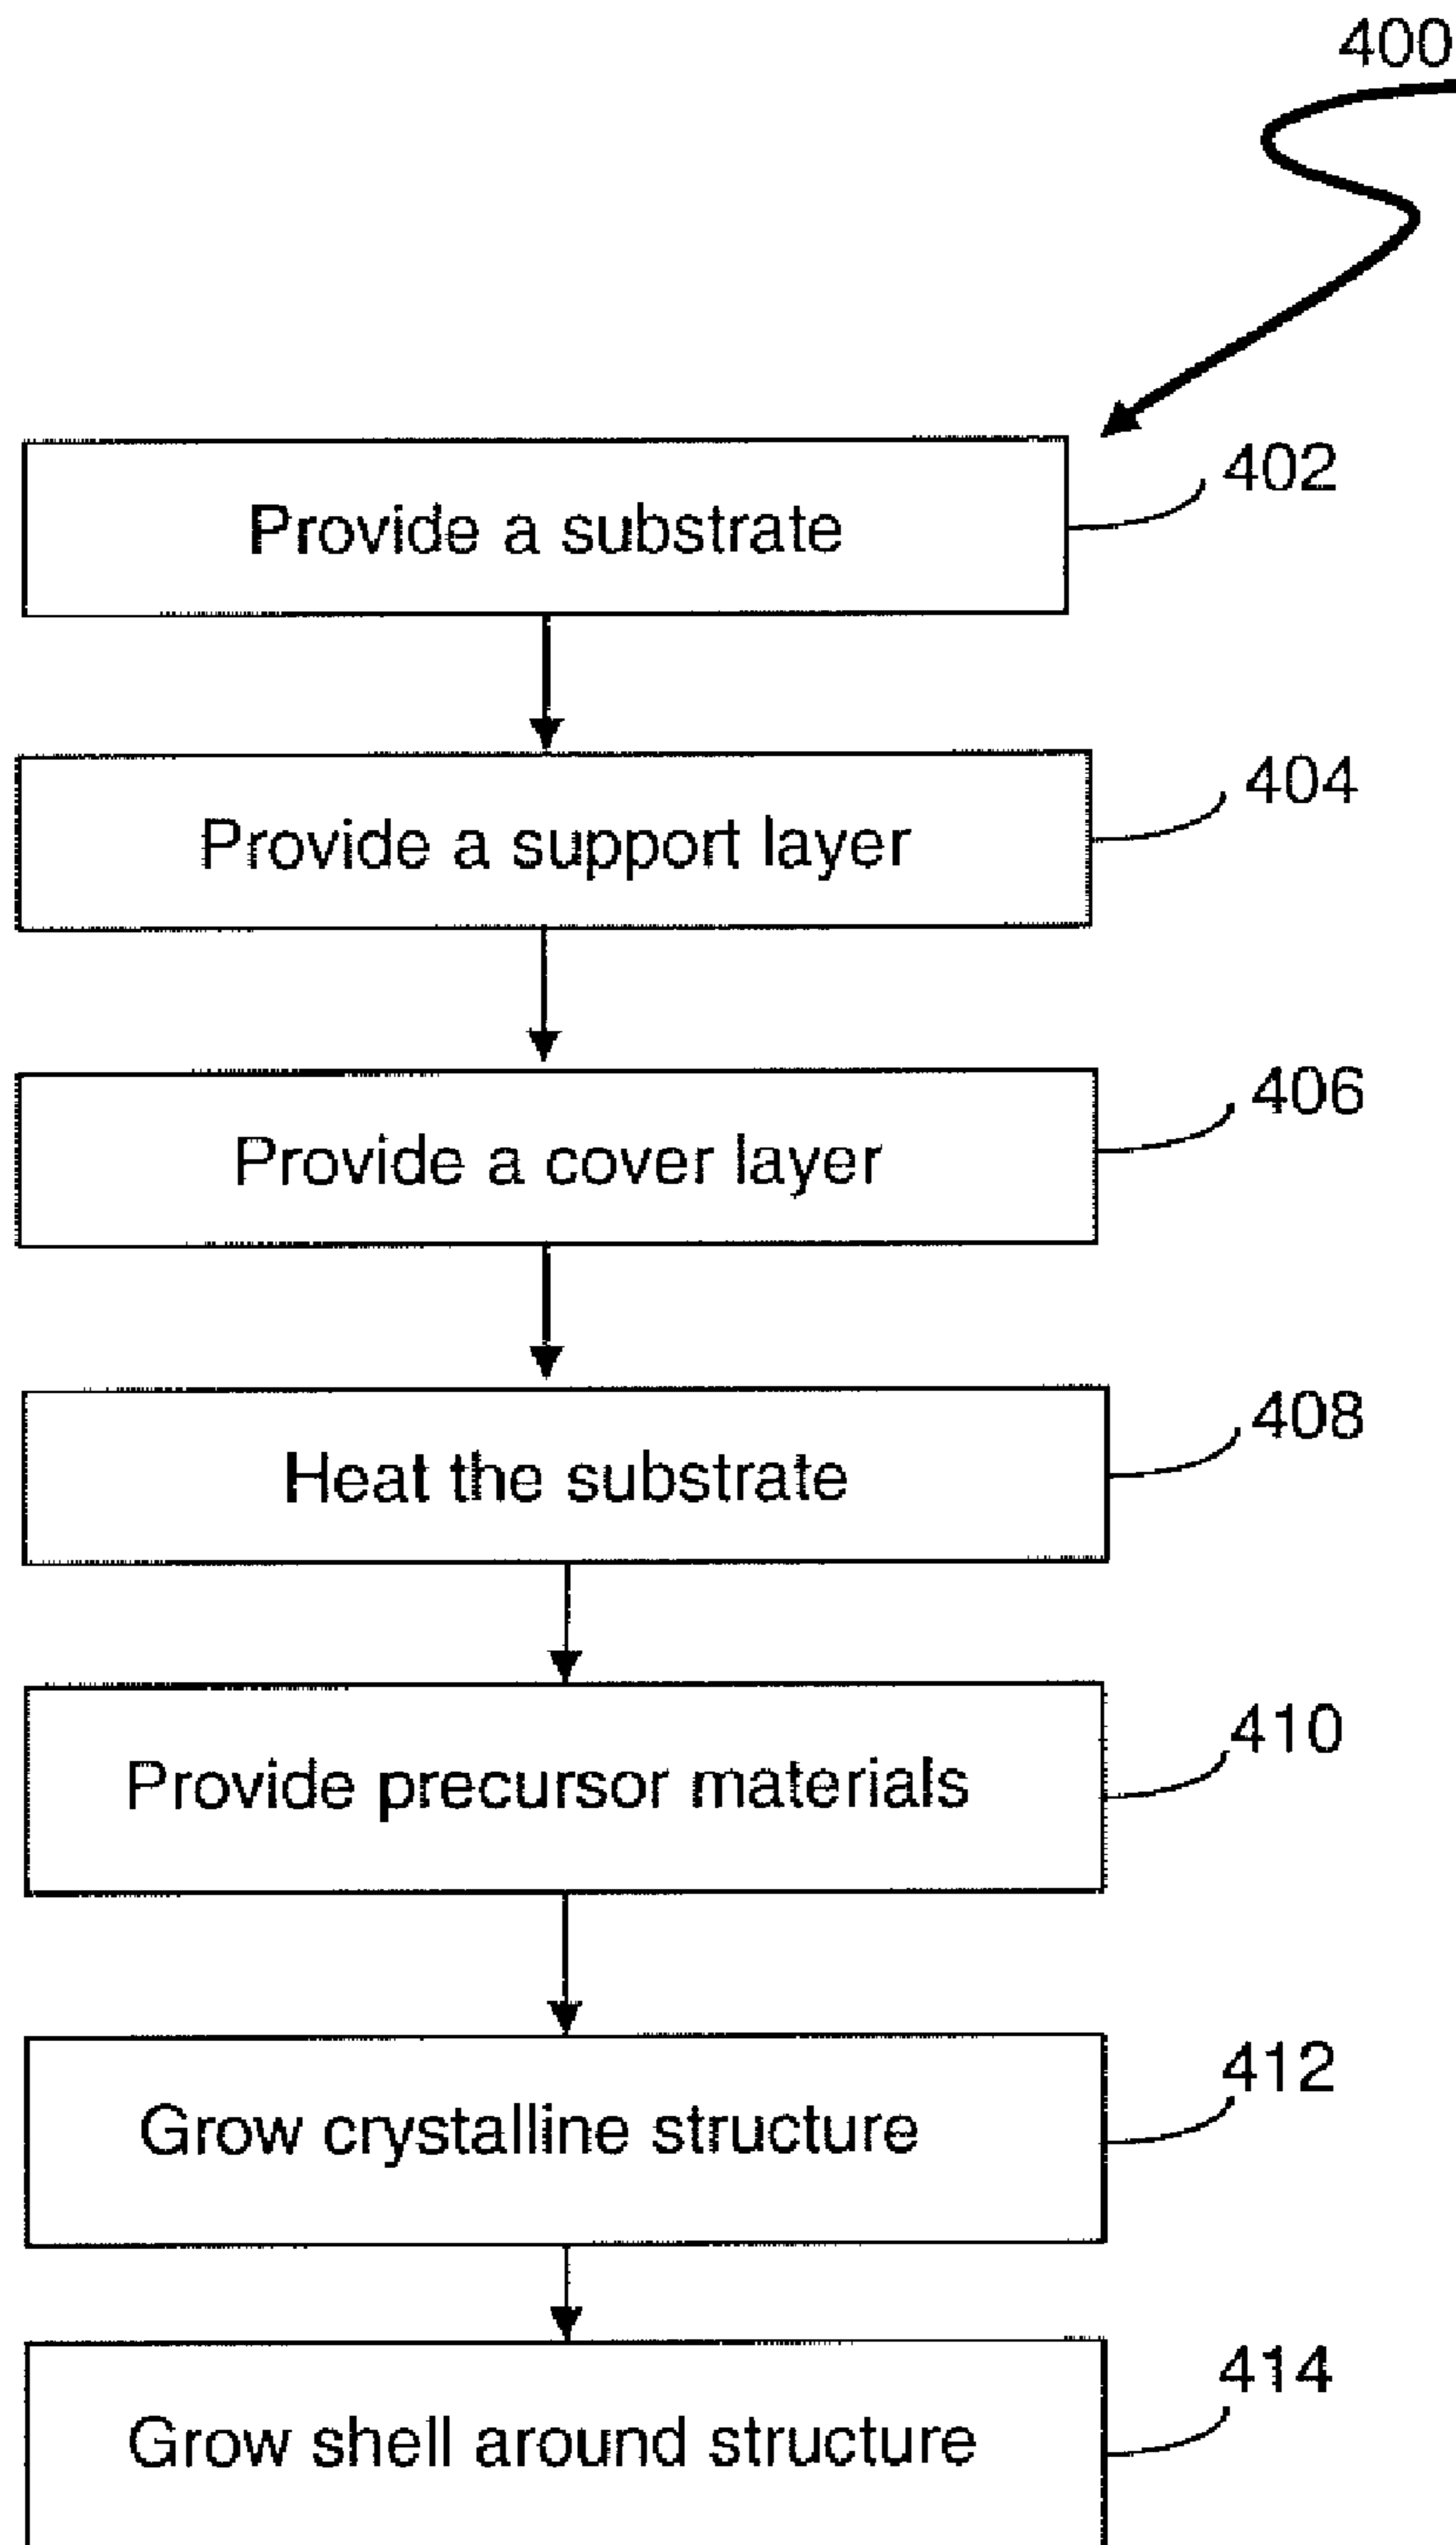 400
Provide a substrate
402
Provide a support layer
404
Provide a cover layer
406
Heat the substrate
408
Provide precursor materials
410
Grow crystalline structure
412
Grow shell around structure
414